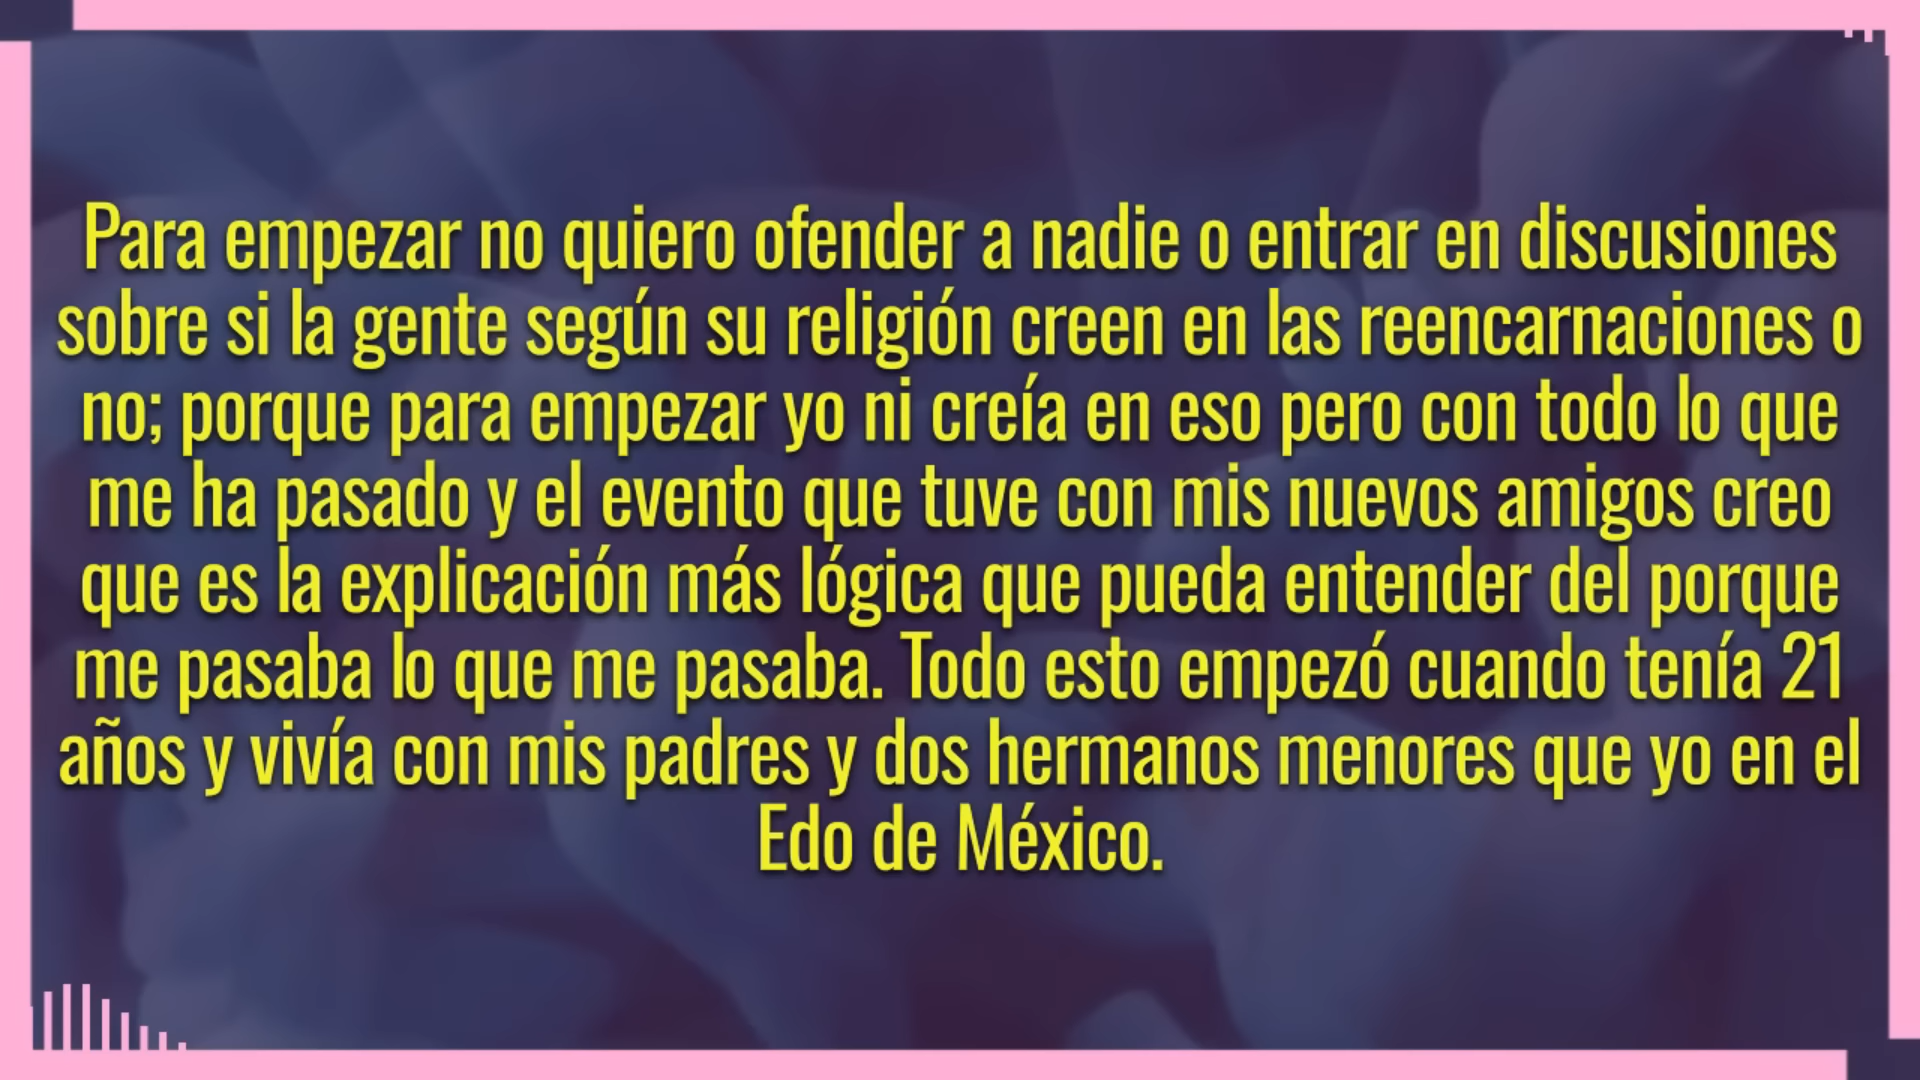 Para empezar no quiero ofender a nadie o entrar en discusiones
sobre si la gente según su religión creen en las reencarnaciones o
no; porque para empezar yo ni creía en eso pero con todo lo que
me ha pasado y el evento que tuve con mis nuevos amigos creo
que es la explicación más lógica que pueda entender del porque
me pasaba lo que me pasaba. Todo esto empezó cuando tenía 21
años y vivía con mis padres y dos hermanos menores que yo en el
Edo de México.